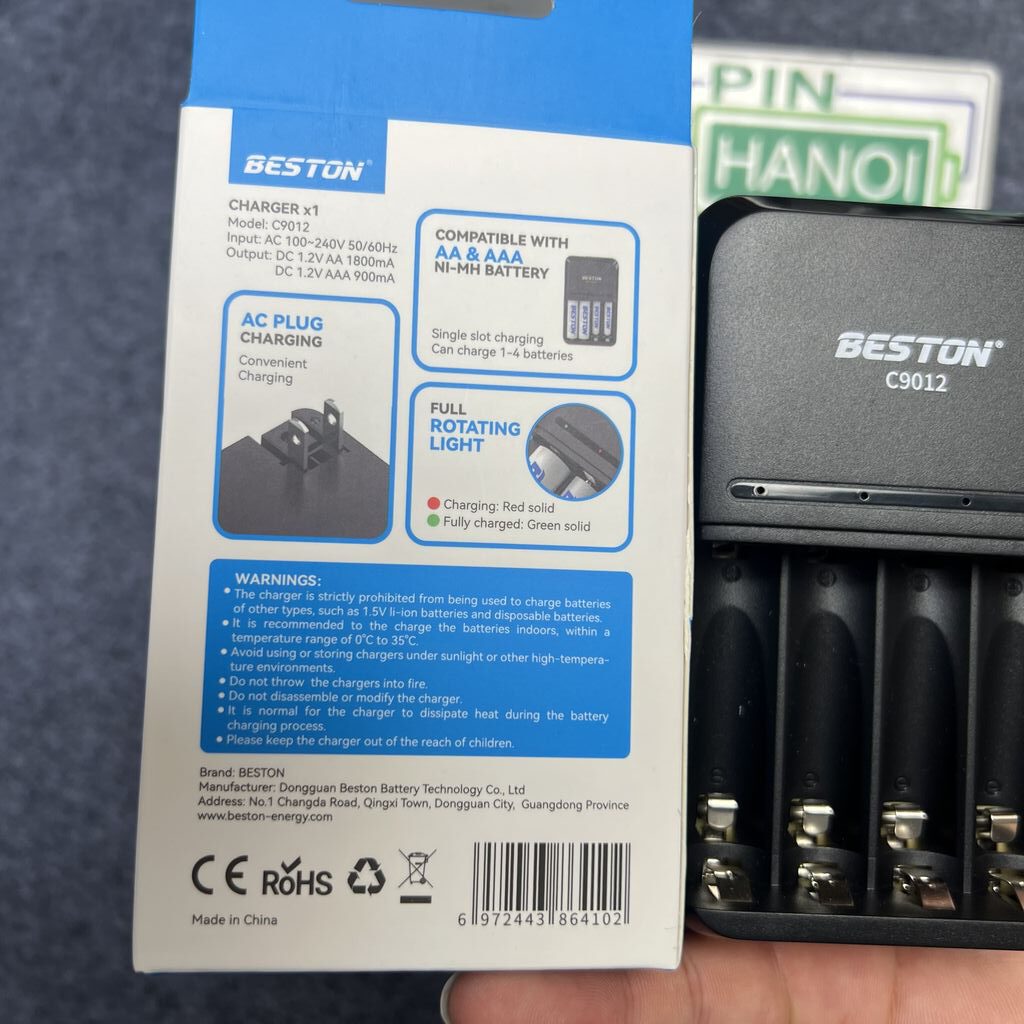 BESTON®
CHARGER x1
Model: C9012
Input: AC 100~240V 50/60Hz
Output: DC 1.2V AA 1800mA
DC 1.2V AAA 900mA
AC PLUG
CHARGING
Convenient
Charging
COMPATIBLE WITH
AA & AAA
NI-MH BATTERY
BESTON
BESTON
BESTON
BESTON
BESTON
Single slot charging
Can charge 1-4 batteries
FULL
ROTATING
LIGHT
Charging: Red solid
Fully charged: Green solid
WARNINGS:
• The charger is strictly prohibited from being used to charge batteries
of other types, such as 1.5V li-ion batteries and disposable batteries.
• It is recommended to the charge the batteries indoors, within a
temperature range of 0°C to 35°C.
• Avoid using or storing chargers under sunlight or other high-tempera-
ture environments.
• Do not throw the chargers into fire.
• Do not disassemble or modify the charger.
• It is normal for the charger to dissipate heat during the battery
charging process.
• Please keep the charger out of the reach of children.
Brand: BESTON
Manufacturer: Dongguan Beston Battery Technology Co., Ltd
Address: No.1 Changda Road, Qingxi Town, Dongguan City, Guangdong Province
www.beston-energy.com
CE RoHS
Made in China
6 972443 864102
PIN
HANOI
BESTON®
C9012